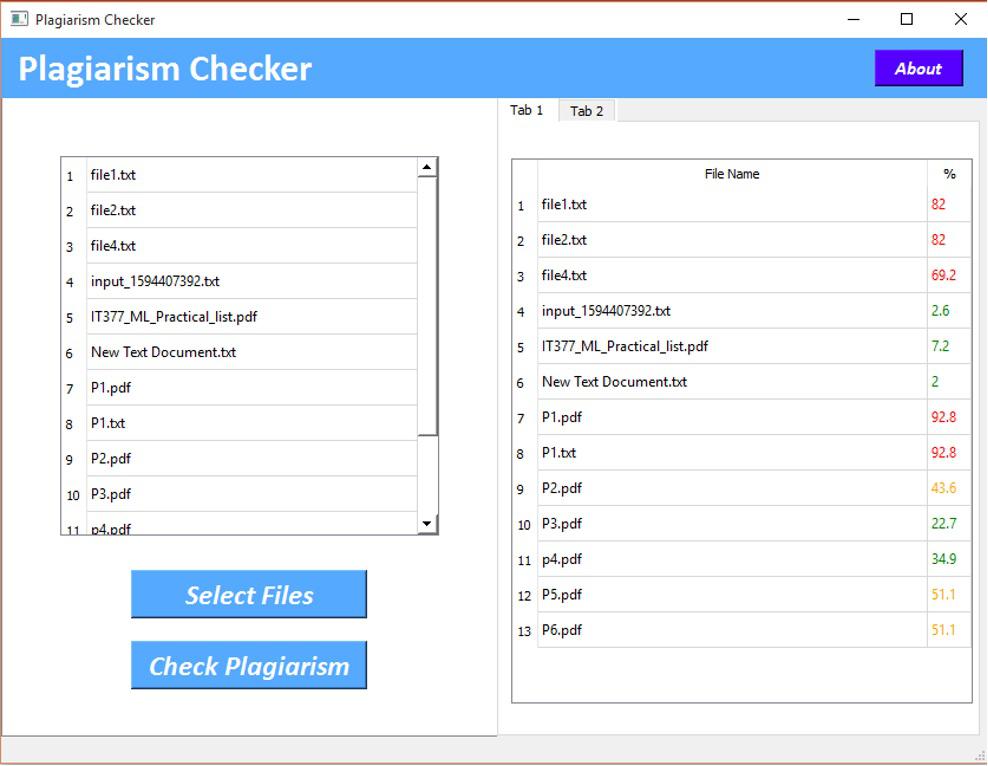 Plagiarism Checker
Plagiarism Checker
About
1 file1.txt
2 file2.txt
3 file4.txt
4 input_1594407392.txt
5 IT377_ML_Practical_list.pdf
6 New Text Document.txt
7 P1.pdf
8 P1.txt
9 P2.pdf
10 P3.pdf
11 p4.pdf
Select Files
Check Plagiarism
Tab 1 Tab 2
File Name %
1 file1.txt 82
2 file2.txt 82
3 file4.txt 69.2
4 input_1594407392.txt 2.6
5 IT377_ML_Practical_list.pdf 7.2
6 New Text Document.txt 2
7 P1.pdf 92.8
8 P1.txt 92.8
9 P2.pdf 43.6
10 P3.pdf 22.7
11 p4.pdf 34.9
12 P5.pdf 51.1
13 P6.pdf 51.1